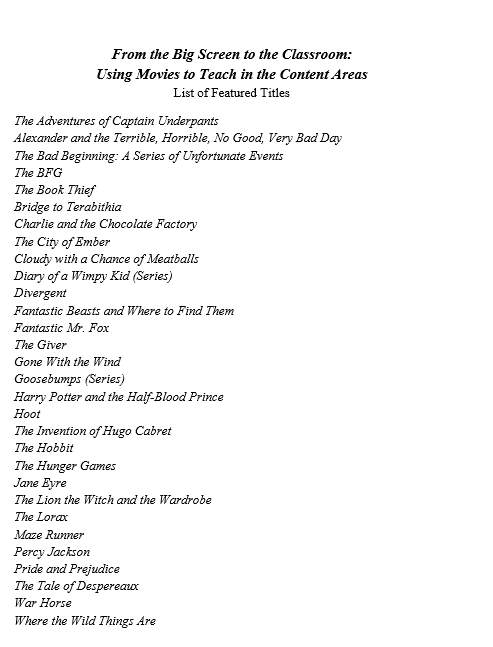 From the Big Screen to the Classroom:
Using Movies to Teach in the Content Areas
List of Featured Titles
The Adventures of Captain Underpants
Alexander and the Terrible, Horrible, No Good, Very Bad Day
The Bad Beginning: A Series of Unfortunate Events
The BFG
The Book Thief
Bridge to Terabithia
Charlie and the Chocolate Factory
The City of Ember
Cloudy with a Chance of Meatballs
Diary of a Wimpy Kid (Series)
Divergent
Fantastic Beasts and Where to Find Them
Fantastic Mr. Fox
The Giver
Gone With the Wind
Goosebumps (Series)
Harry Potter and the Half-Blood Prince
Hoot
The Invention of Hugo Cabret
The Hobbit
The Hunger Games
Jane Eyre
The Lion the Witch and the Wardrobe
The Lorax
Maze Runner
Percy Jackson
Pride and Prejudice
The Tale of Despereaux
War Horse
Where the Wild Things Are